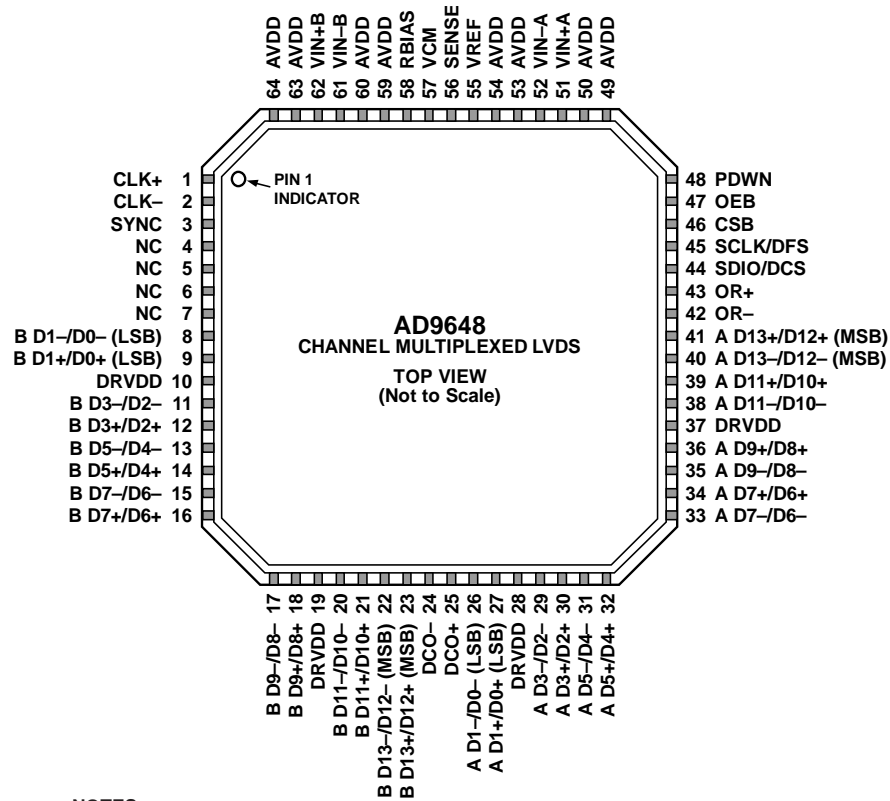 64 AVDD
63 AVDD
62 VIN+B
61 VIN–B
60 AVDD
59 AVDD
58 RBIAS
57 VCM
56 SENSE
55 VREF
54 AVDD
53 AVDD
52 VIN–A
51 VIN+A
50 AVDD
49 AVDD
CLK+ 1
CLK– 2
SYNC 3
NC 4
NC 5
NC 6
NC 7
B D1–/D0– (LSB) 8
B D1+/D0+ (LSB) 9
DRVDD 10
B D3–/D2– 11
B D3+/D2+ 12
B D5–/D4– 13
B D5+/D4+ 14
B D7–/D6– 15
B D7+/D6+ 16
PIN 1
INDICATOR
AD9648
CHANNEL MULTIPLEXED LVDS
TOP VIEW
(Not to Scale)
48 PDWN
47 OEB
46 CSB
45 SCLK/DFS
44 SDIO/DCS
43 OR+
42 OR–
41 A D13+/D12+ (MSB)
40 A D13–/D12– (MSB)
39 A D11+/D10+
38 A D11–/D10–
37 DRVDD
36 A D9+/D8+
35 A D9–/D8–
34 A D7+/D6+
33 A D7–/D6–
B D9–/D8– 17
B D9+/D8+ 18
DRVDD 19
B D11–/D10– 20
B D11+/D10+ 21
B D13–/D12– (MSB) 22
B D13+/D12+ (MSB) 23
DCO– 24
DCO+ 25
A D1–/D0– (LSB) 26
A D1+/D0+ (LSB) 27
DRVDD 28
A D3–/D2– 29
A D3+/D2+ 30
A D5–/D4– 31
A D5+/D4+ 32